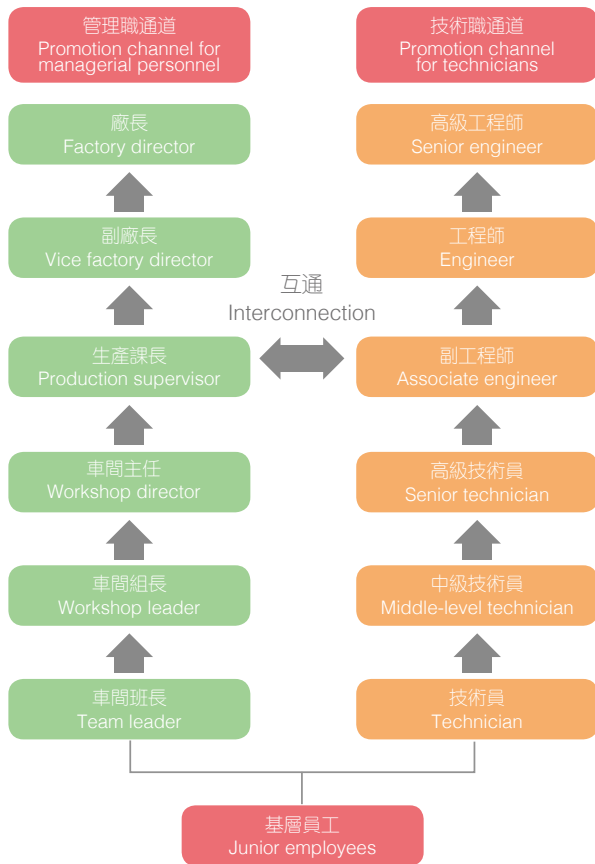 管理職通道
Promotion channel for
managerial personnel
技術職通道
Promotion channel
for technicians
廠長
Factory director
高級工程師
Senior engineer
副廠長
Vice factory director
工程師
Engineer
互通
Interconnection
生產課長
Production supervisor
副工程師
Associate engineer
車間主任
Workshop director
高級技術員
Senior technician
車間組長
Workshop leader
中級技術員
Middle-level technician
車間班長
Team leader
技術員
Technician
基層員工
Junior employees